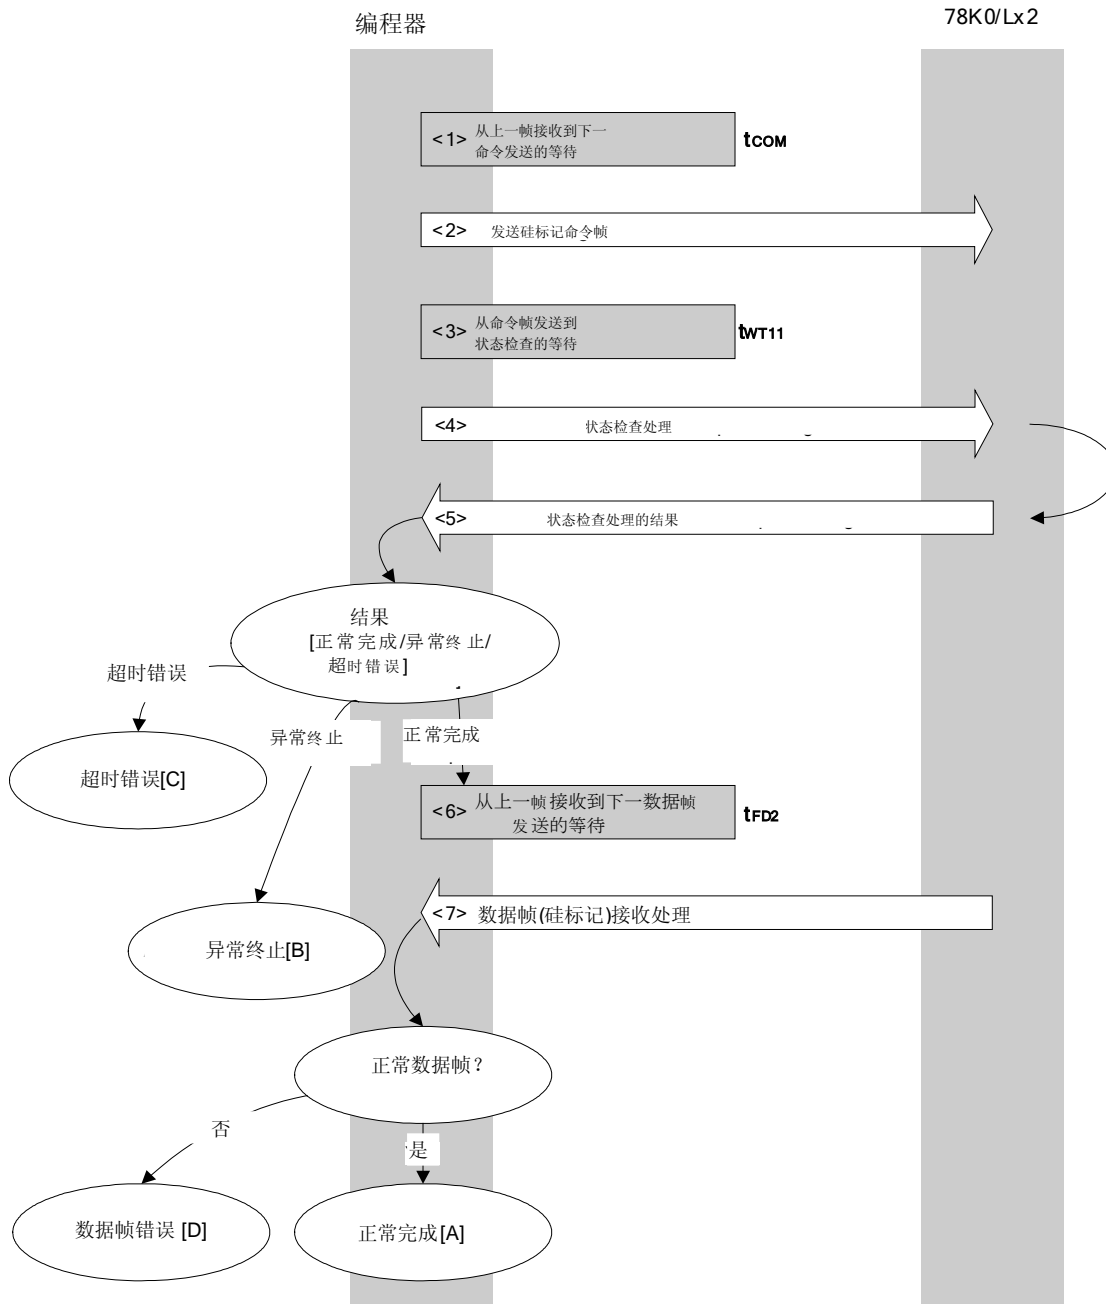 编程器
78K0/Lx2
<1> 从上一帧接收到下一
命令发送的等待
tCOM
<2> 发送硅标记命令帧
<3> 从命令帧发送到
状态检查的等待
tWT11
<4> 状态检查处理
<5> 状态检查处理的结果
结果
[正常完成/异常终止/
超时错误]
超时错误
异常终止
正常完成
超时错误[C]
<6> 从上一帧接收到下一数据帧
发送的等待
tFD2
<7> 数据帧(硅标记)接收处理
异常终止[B]
正常数据帧?
否
是
数据帧错误 [D]
正常完成[A]